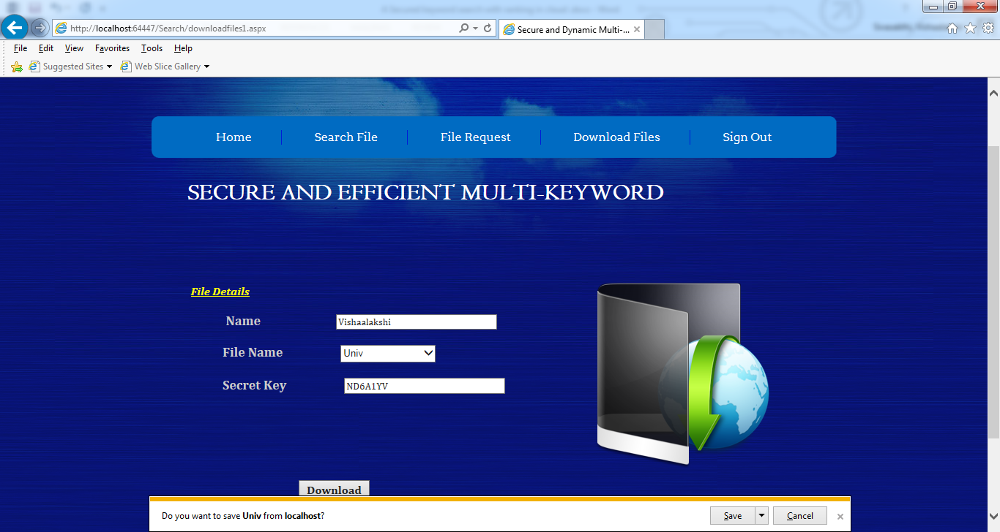 http://localhost:64447/Search/downloadfiles1.aspx
Secure and Dynamic Multi-...
File Edit View Favorites Tools Help
Suggested Sites Web Slice Gallery
Home Search File File Request Download Files Sign Out
SECURE AND EFFICIENT MULTI-KEYWORD
File Details
Name Vishaalakshi
File Name Univ
Secret Key ND6A1YV
Download
Do you want to save Univ from localhost? Save Cancel